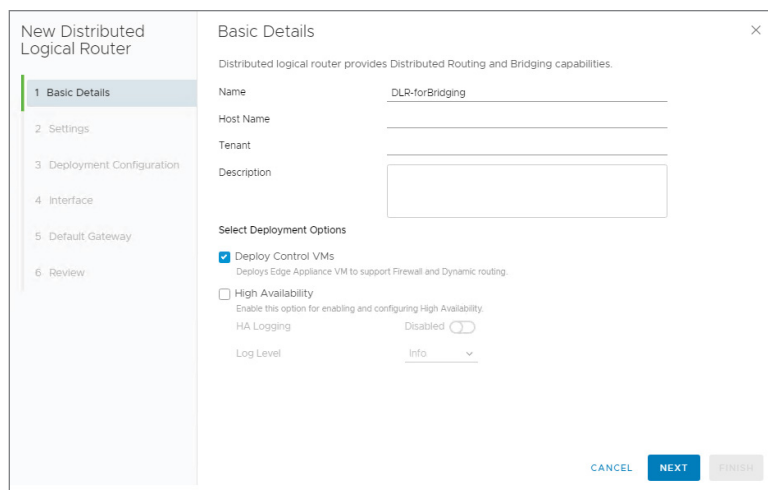 New Distributed
Logical Router
1 Basic Details
2 Settings
3 Deployment Configuration
4 Interface
5 Default Gateway
6 Review
Basic Details
Distributed logical router provides Distributed Routing and Bridging capabilities.
Name DLR-forBridging
Host Name
Tenant
Description
Select Deployment Options
Deploy Control VMs
Deploys Edge Appliance VM to support Firewall and Dynamic routing.
High Availability
Enable this option for enabling and configuring High Availability.
HA Logging Disabled
Log Level Info
CANCEL NEXT FINISH